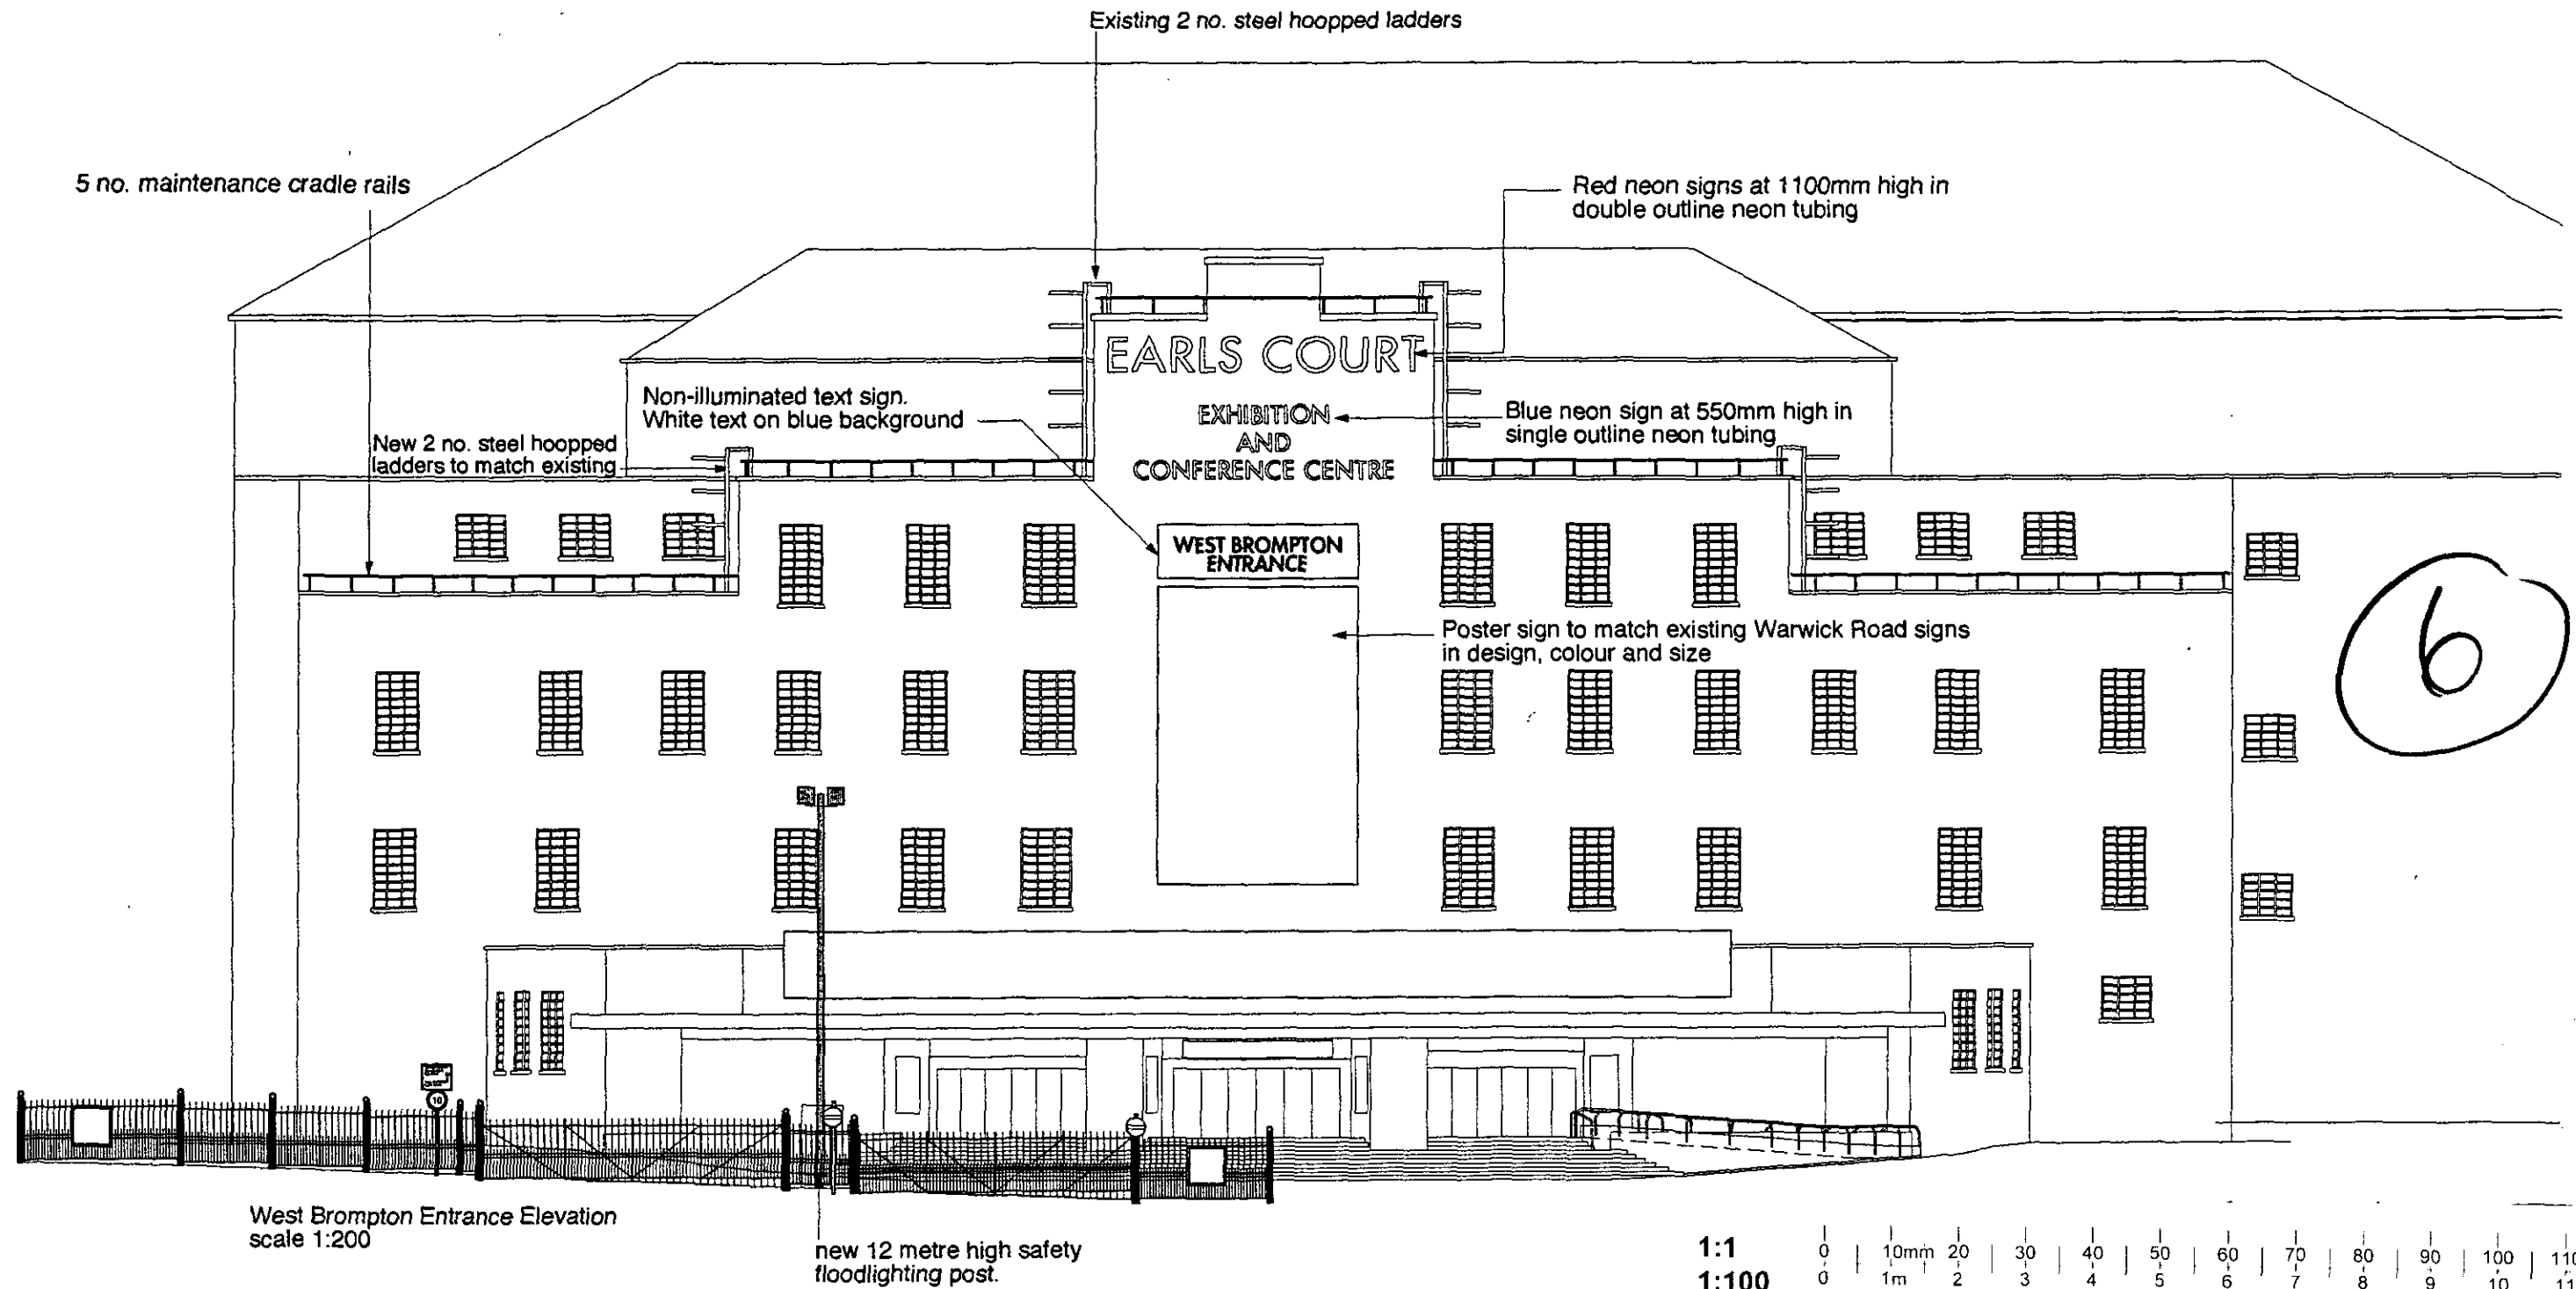 Existing 2 no. steel hoopped ladders
5 no. maintenance cradle rails
Red neon signs at 1100mm high in
double outline neon tubing
EARLS COURT
Non-illuminated text sign.
White text on blue background
EXHIBITION
AND
CONFERENCE CENTRE
Blue neon sign at 550mm high in
single outline neon tubing
New 2 no. steel hoopped
ladders to match existing
WEST BROMPTON
ENTRANCE
Poster sign to match existing Warwick Road signs
in design, colour and size
6
10
West Brompton Entrance Elevation
scale 1:200
new 12 metre high safety
floodlighting post.
1:1 0 10mm 20 30 40 50 60 70 80 90 100 110
1:100 0 1m 2 3 4 5 6 7 8 9 10 11